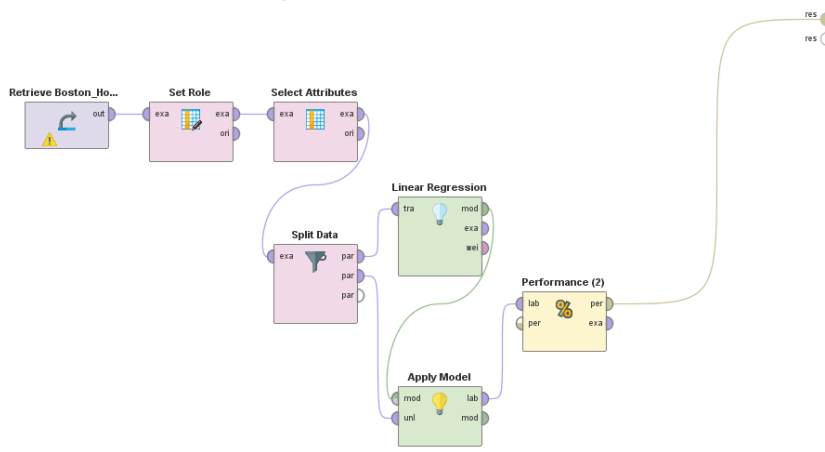 res
res
Retrieve Boston_Ho...
out
Set Role
exa exa
ori
Select Attributes
exa exa
ori
Linear Regression
tra mod
exa
wei
Split Data
exa par
par
par
Performance (2)
lab per
per exa
%
Apply Model
mod lab
unl mod